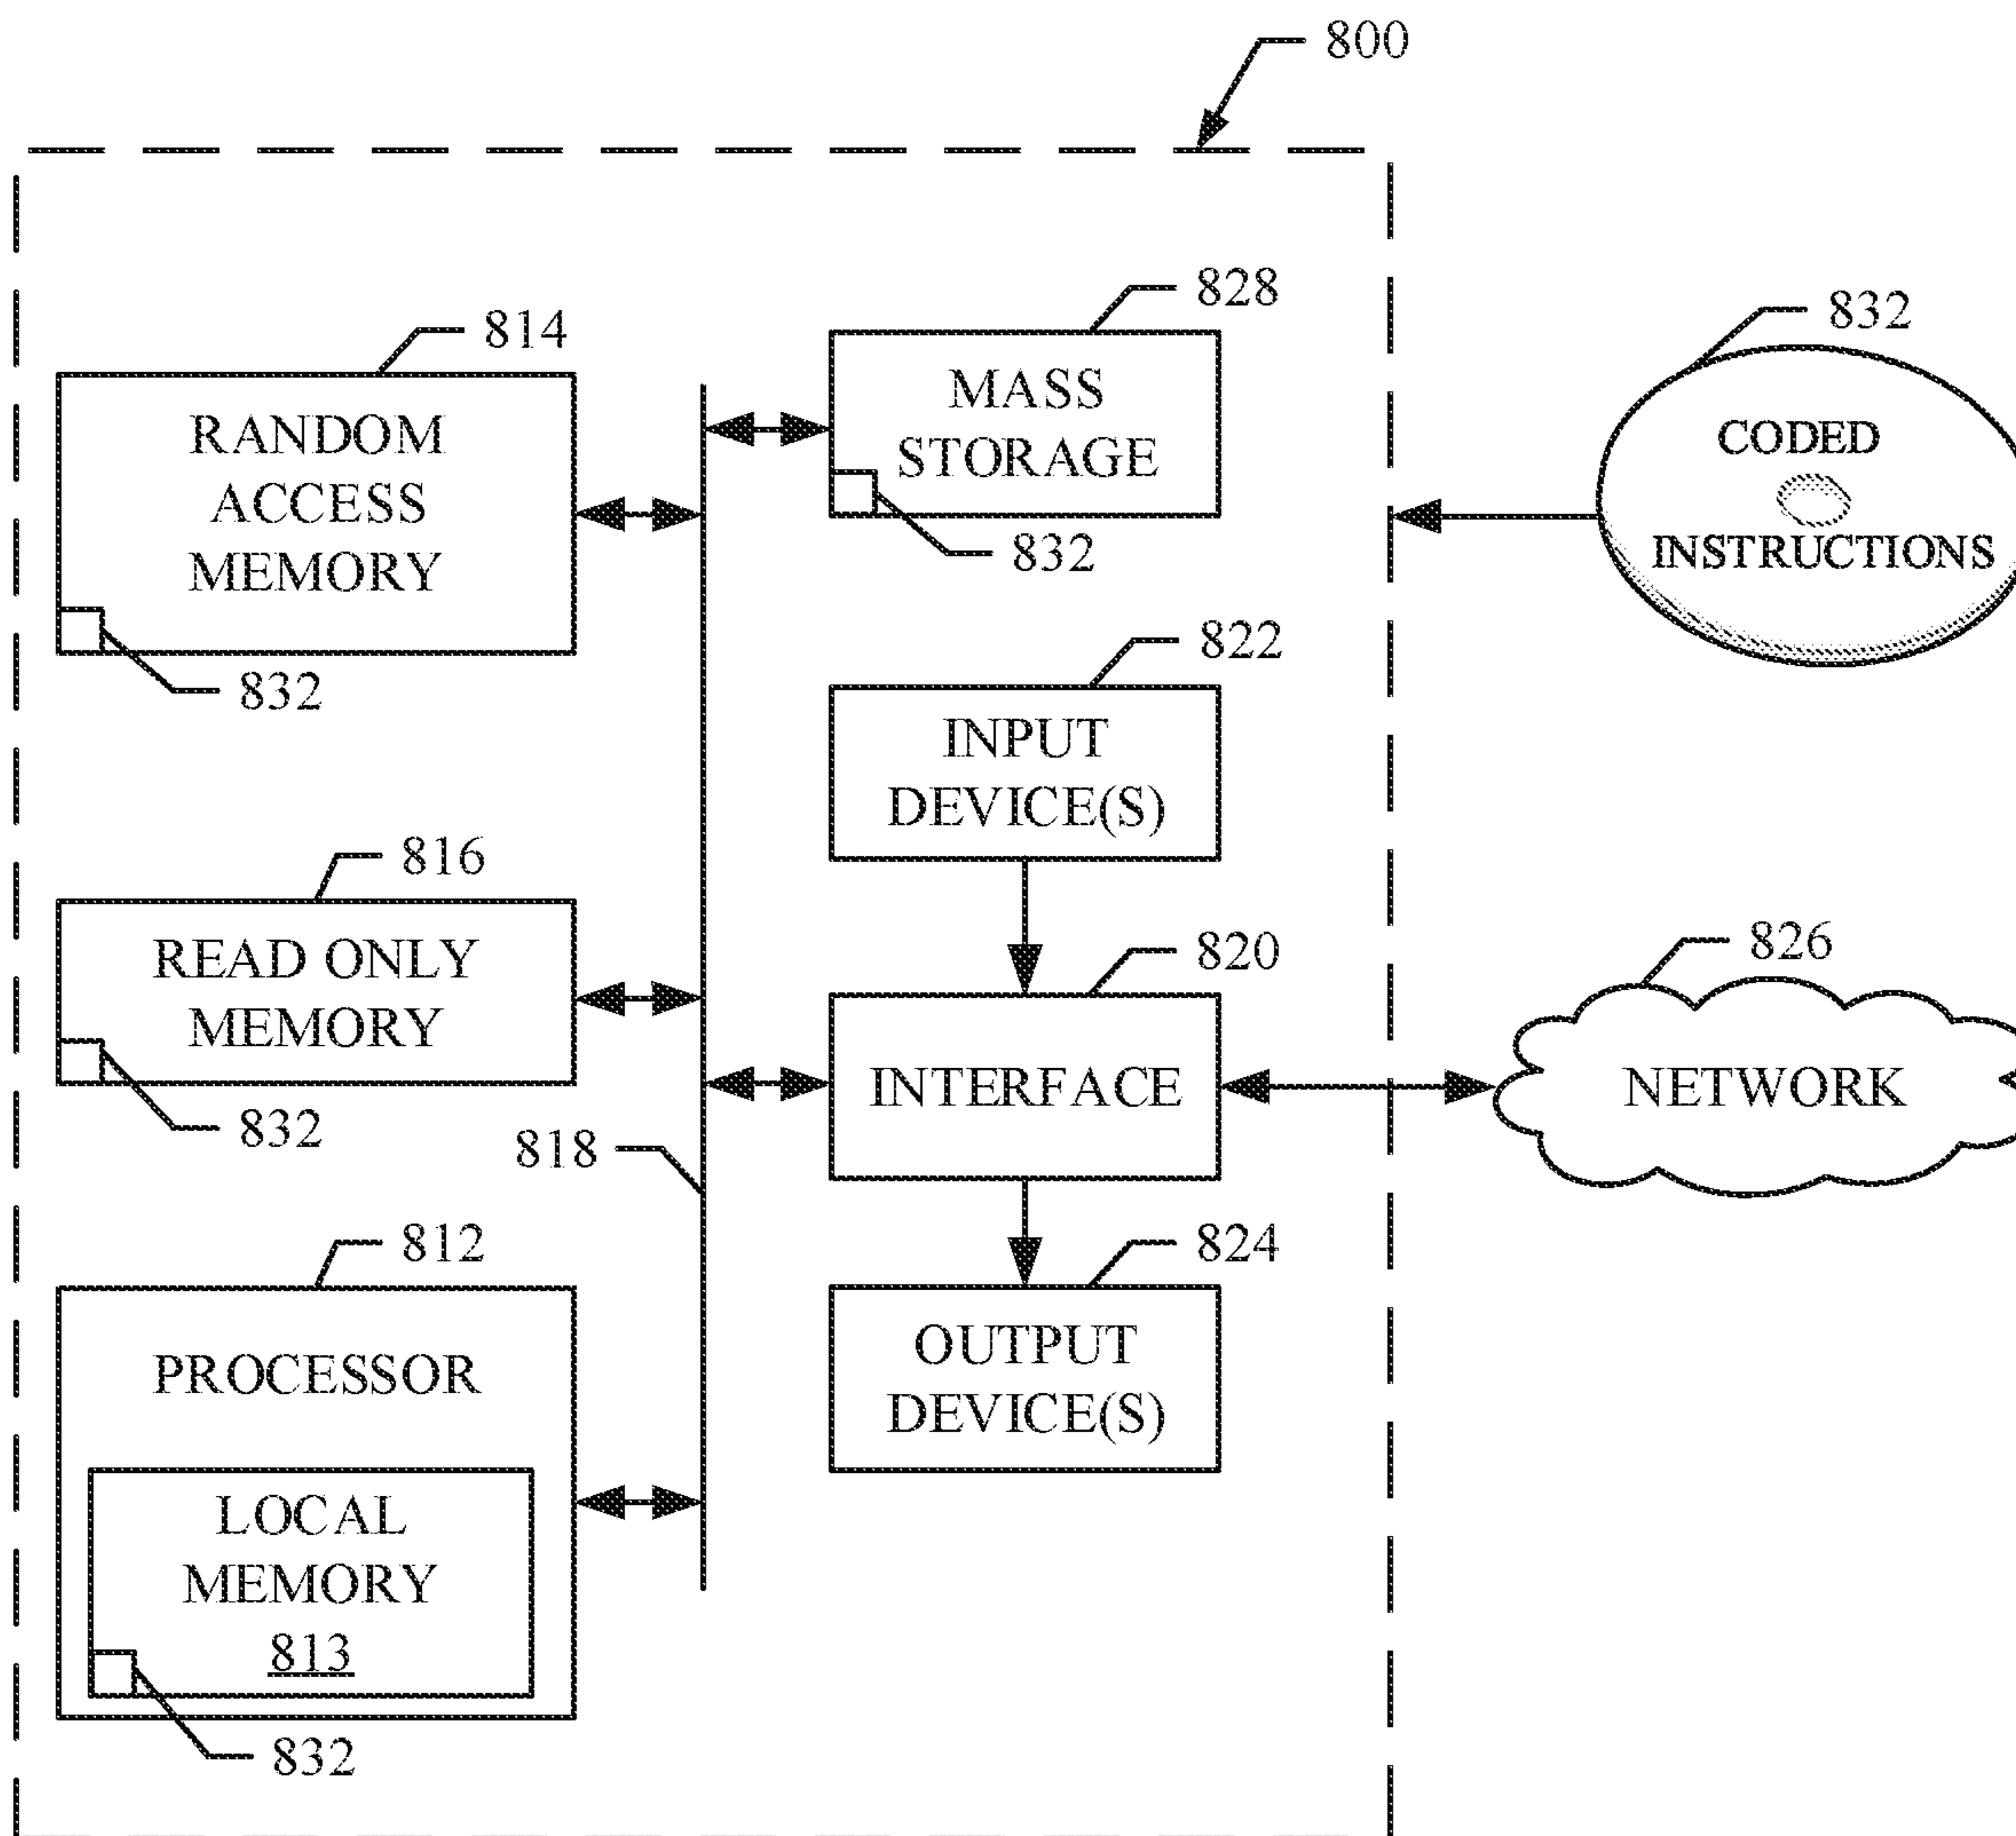 800
814
RANDOM
ACCESS
MEMORY
832
828
MASS
STORAGE
832
832
CODED
INSTRUCTIONS
822
INPUT
DEVICE(S)
816
READ ONLY
MEMORY
832
818
820
INTERFACE
826
NETWORK
812
PROCESSOR
LOCAL
MEMORY
813
832
824
OUTPUT
DEVICE(S)